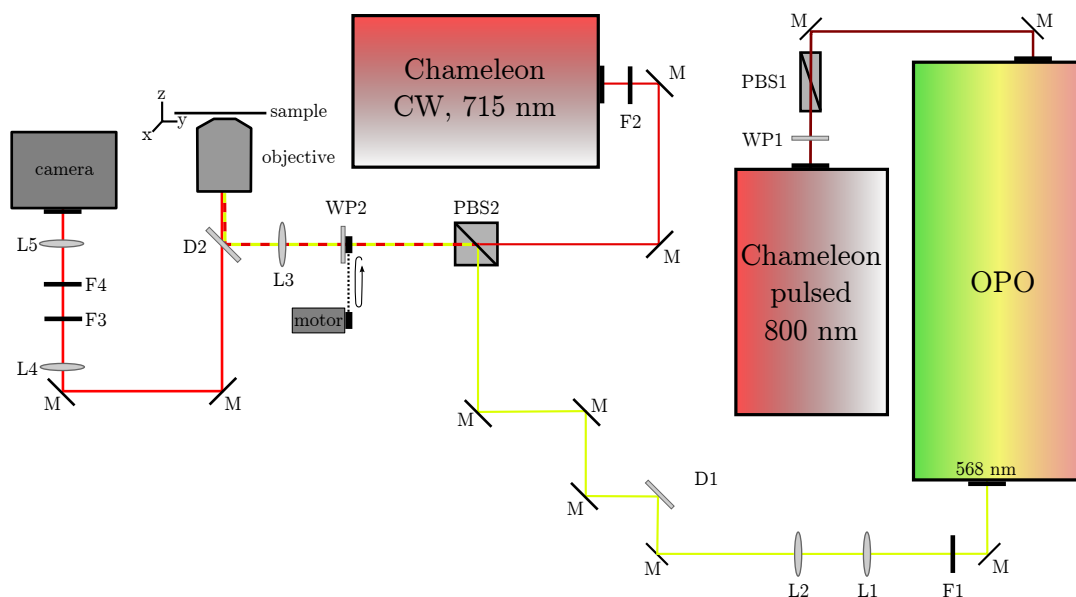 M
M
Chameleon
CW, 715 nm
F2
M
PBS1
WP1
z
y
x
sample
objective
camera
Chameleon
pulsed
800 nm
OPO
568 nm
WP2
PBS2
D2
L3
M
L5
F4
F3
motor
L4
M
M
M
M
M
D1
M
L2
L1
F1
M